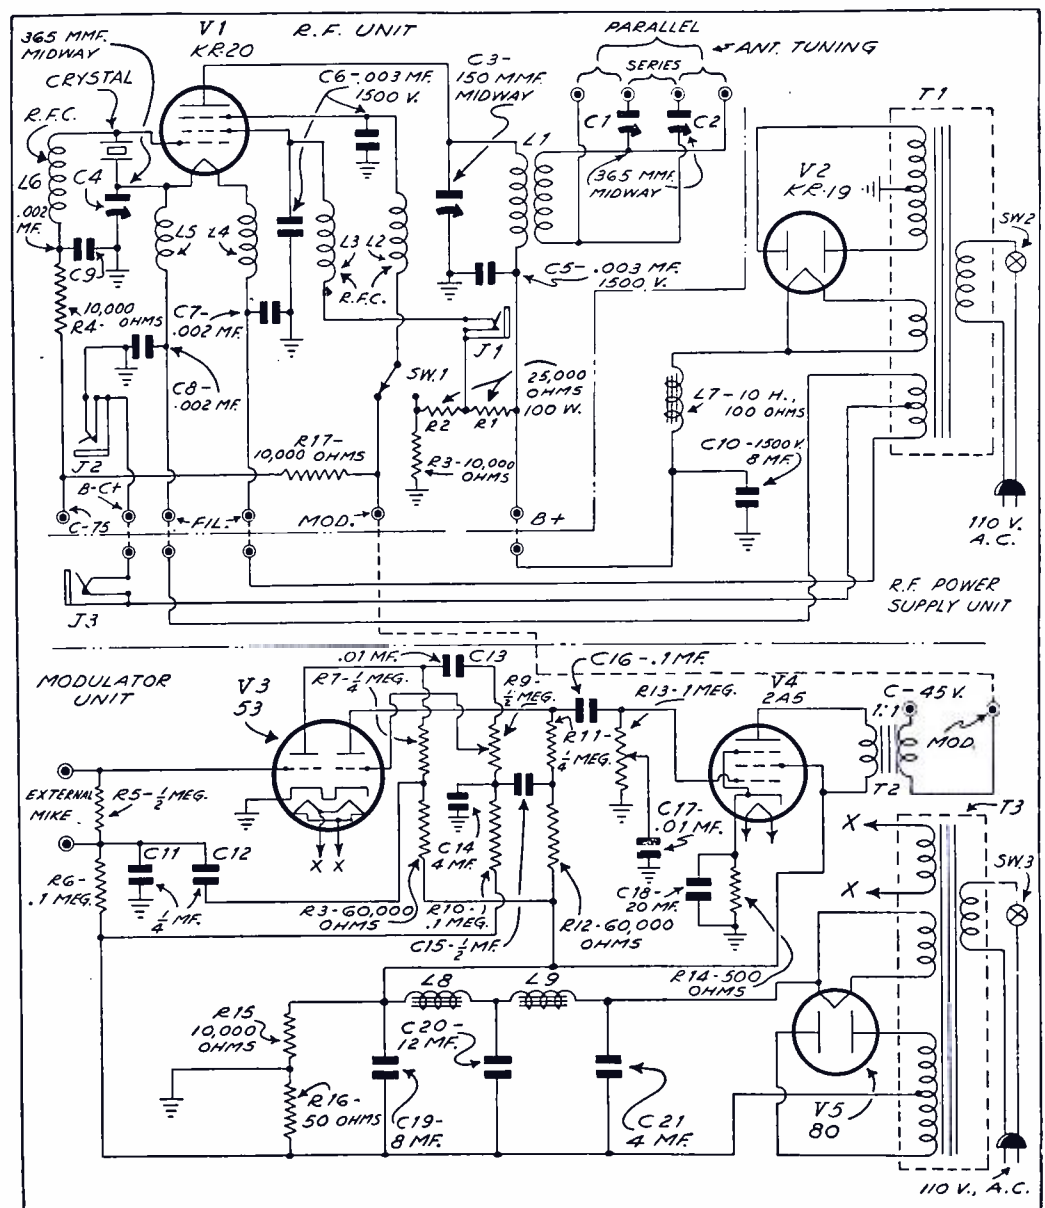 V1
KR20
R.F. UNIT
365 MMF.
MIDWAY
CRYSTAL
R.F.C.
C6-.003 MF.
1500 V.
C3-
150 MMF.
MIDWAY
PARALLEL
ANT. TUNING
SERIES
C1
C2
T1
L6
C4
L1
(365 MMF.
MIDWAY
V2
KR-19
SW2
.002
MF.
L5
L4
L3
L2
R.F.C.
C9
C5-.003 MF.
1500 V.
10,000
OHMS
R4-
C7-
.002 MF.
J1
C8-
.002 MF.
SW.1
25,000
OHMS
100 W.
R2
R1
L7-10 H.,
100 OHMS
J2
R17-
10,000 OHMS
R3-10,000
OHMS
C10-1500V.
8 MF.
B-C+
C-75
FIL.
MOD.
B+
110 V.
A.C.
J3
R.F. POWER
SUPPLY UNIT
MODULATOR
UNIT
V3
53
.01 MF.
C13
R7-1/4 MEG.
R9-
1/2 MEG.
C16-.1 MF.
R13-1 MEG.
V4
2A5
C-45 V.
1:1
MOD.
R11-
1/4 MEG.
T2
T3
EXTERNAL
MIKE
R5-1/2 MEG.
C17-
.01 MF.
X
X
X
X
C14
4 MF.
C11
C12
SW.3
R6-
.1 MEG.
1/4 MF.
R3-60,000
OHMS
R10-
.1 MEG.
C15-1/2 MF.
R12-60,000
OHMS
C18-
20 MF.
R14-500
OHMS
L8
L9
R15
10,000
OHMS
C20-
12 MF.
R16-
50 OHMS
C19-
8 MF.
C21
4 MF.
V5
80
110 V., A.C.